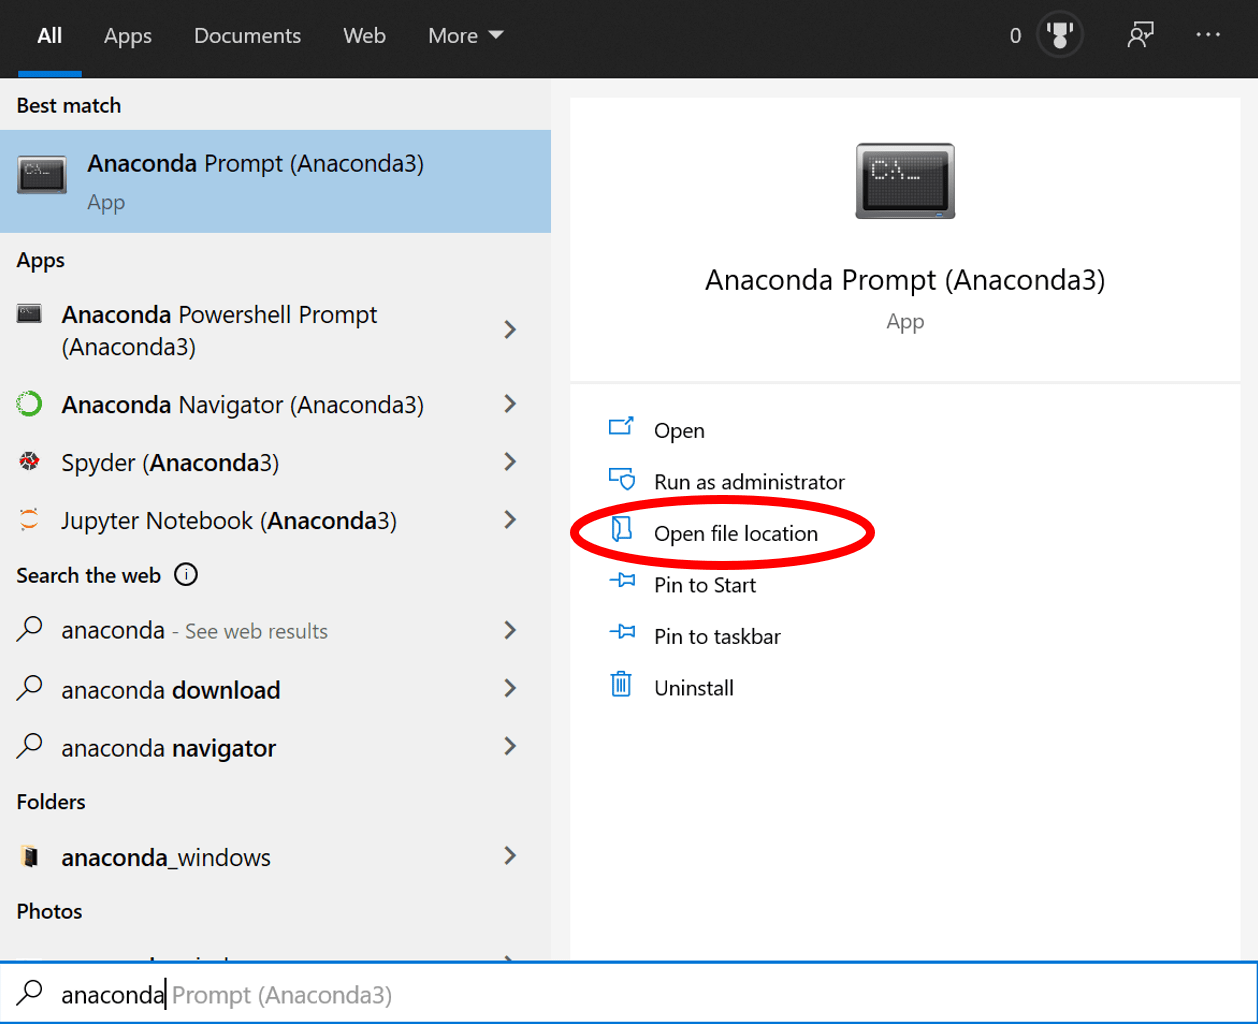 All Apps Documents Web More 0
Best match
Anaconda Prompt (Anaconda3)
App
Apps
Anaconda Powershell Prompt
(Anaconda3)
Anaconda Navigator (Anaconda3)
Spyder (Anaconda3)
Jupyter Notebook (Anaconda3)
Search the web
anaconda - See web results
anaconda download
anaconda navigator
Folders
anaconda_windows
Photos
anaconda Prompt (Anaconda3)
C:\_
Anaconda Prompt (Anaconda3)
App
Open
Run as administrator
Open file location
Pin to Start
Pin to taskbar
Uninstall